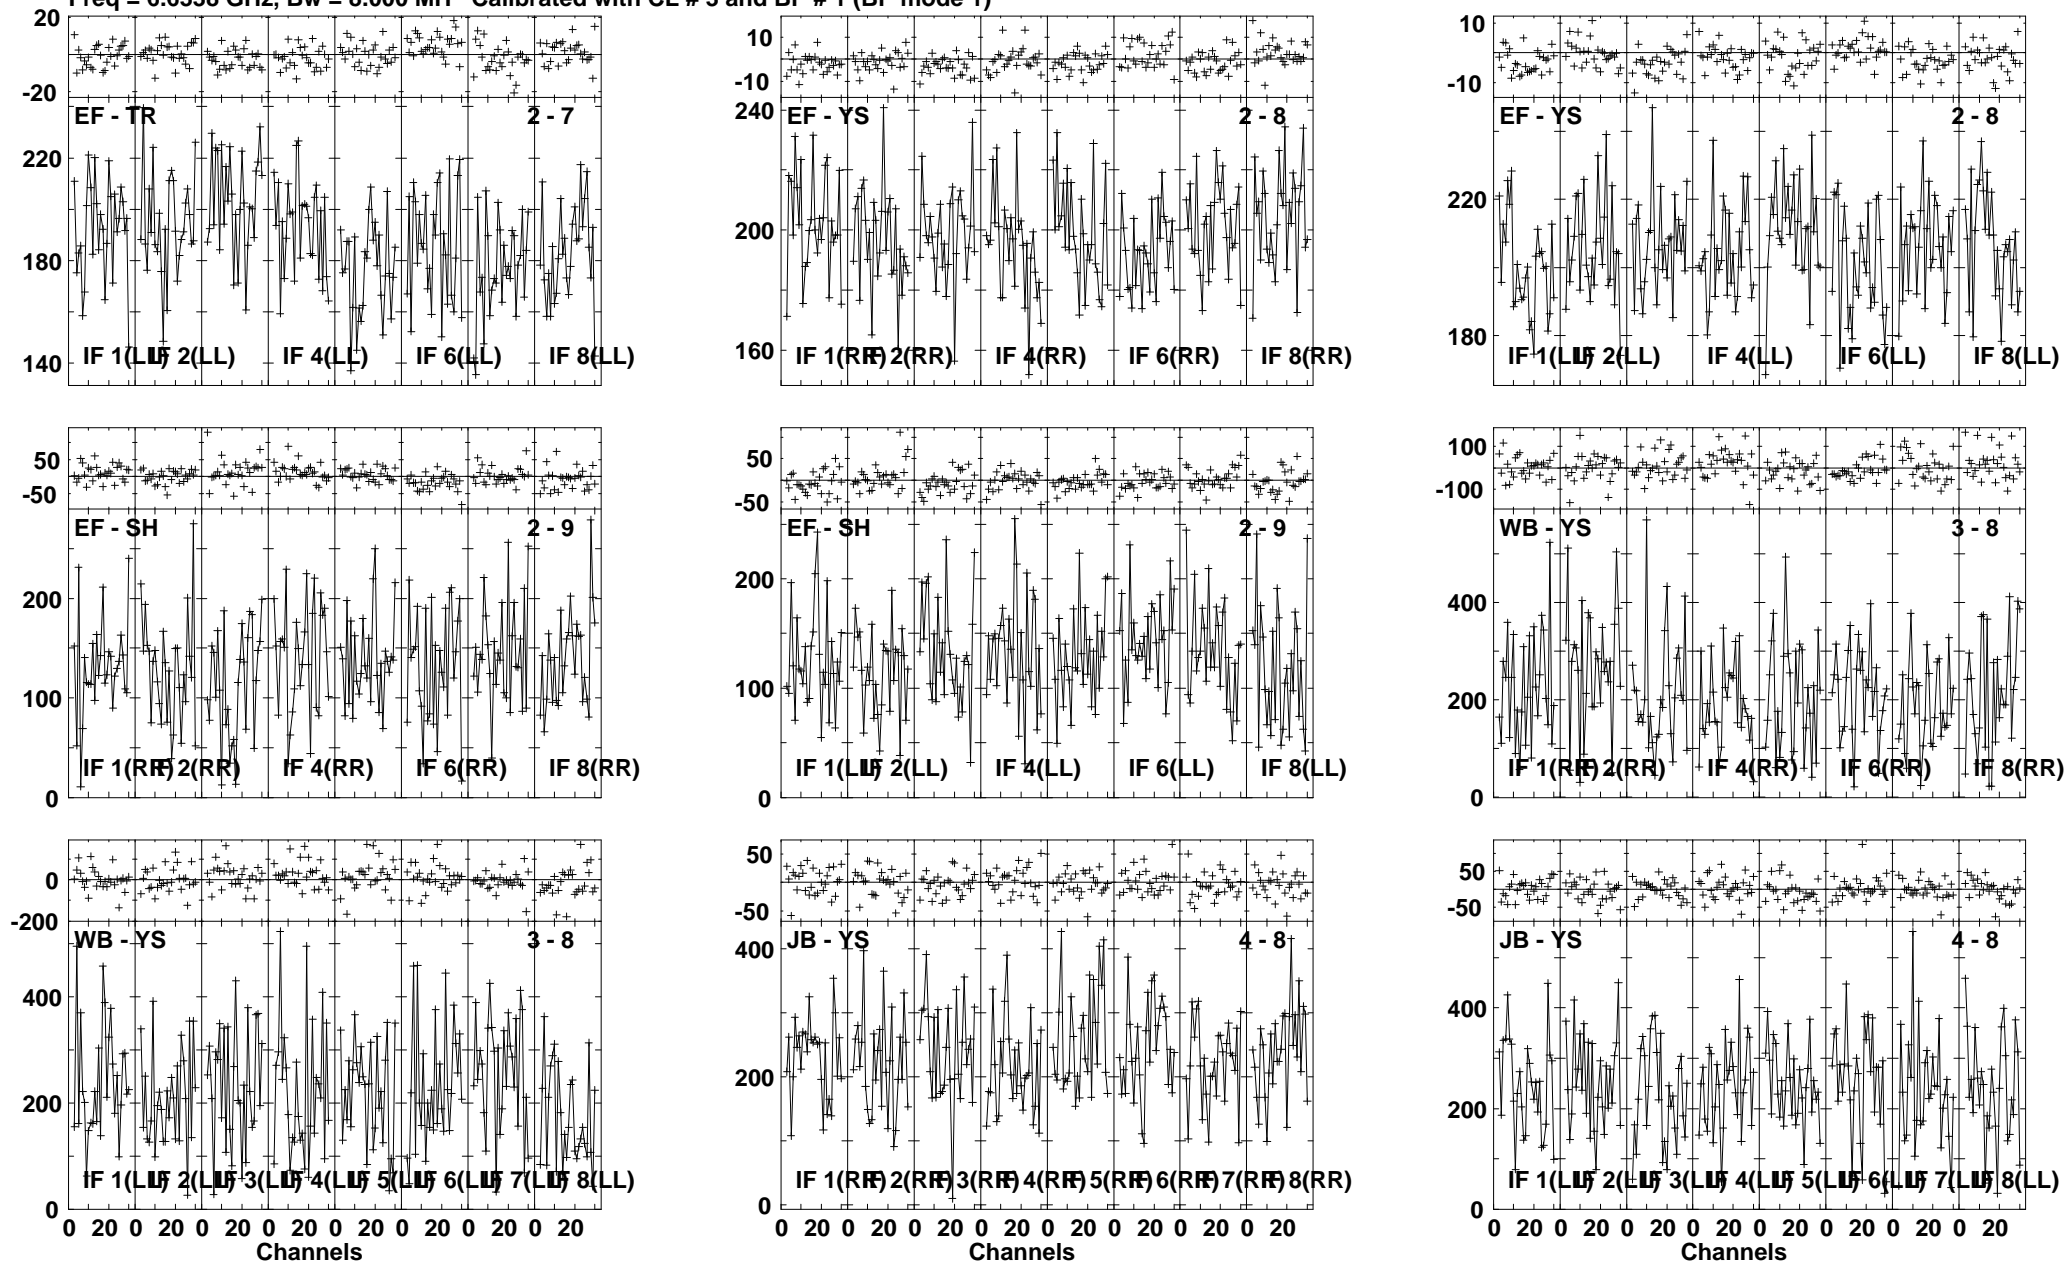 Calibrated with CL # 3 and BP # 1 (BP mode 1)
20
-20
EF - TR 2 - 7
220
180
140
IF 1(LL) IF 2(LL) IF 4(LL) IF 6(LL) IF 8(LL)
10
-10
EF - YS 2 - 8
240
200
160
IF 1(RR) IF 2(RR) IF 4(RR) IF 6(RR) IF 8(RR)
10
-10
EF - YS 2 - 8
220
180
IF 1(LL) IF 2(LL) IF 4(LL) IF 6(LL) IF 8(LL)
50
-50
EF - SH 2 - 9
200
100
0
IF 1(RR) IF 2(RR) IF 4(RR) IF 6(RR) IF 8(RR)
50
-50
EF - SH 2 - 9
200
100
0
IF 1(LL) IF 2(LL) IF 4(LL) IF 6(LL) IF 8(LL)
100
-100
WB - YS 3 - 8
400
200
0
IF 1(RR) IF 2(RR) IF 4(RR) IF 6(RR) IF 8(RR)
0
-200
WB - YS 3 - 8
400
200
0
IF 1(LL) IF 2(LL) IF 3(LL) IF 4(LL) IF 5(LL) IF 6(LL) IF 7(LL) IF 8(LL)
0 20 0 20 0 20 0 20 0 20 0 20 0 20 0 20
Channels
50
-50
JB - YS 4 - 8
400
200
0
IF 1(RR) IF 2(RR) IF 3(RR) IF 4(RR) IF 5(RR) IF 6(RR) IF 7(RR) IF 8(RR)
0 20 0 20 0 20 0 20 0 20 0 20 0 20 0 20
Channels
50
-50
JB - YS 4 - 8
400
200
0
IF 1(LL) IF 2(LL) IF 3(LL) IF 4(LL) IF 5(LL) IF 6(LL) IF 7(LL) IF 8(LL)
0 20 0 20 0 20 0 20 0 20 0 20 0 20 0 20
Channels